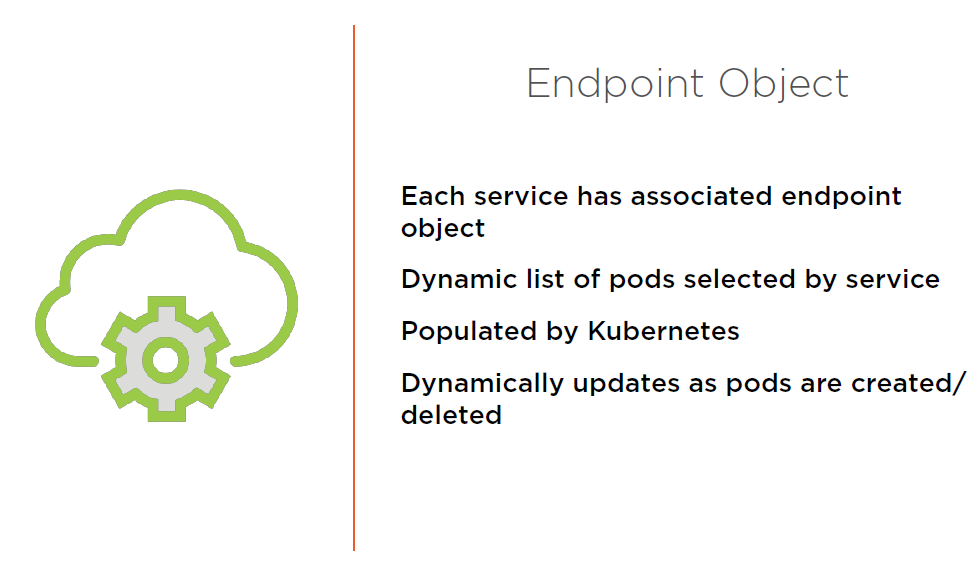 Endpoint Object
Each service has associated endpoint
object
Dynamic list of pods selected by service
Populated by Kubernetes
Dynamically updates as pods are created/
deleted